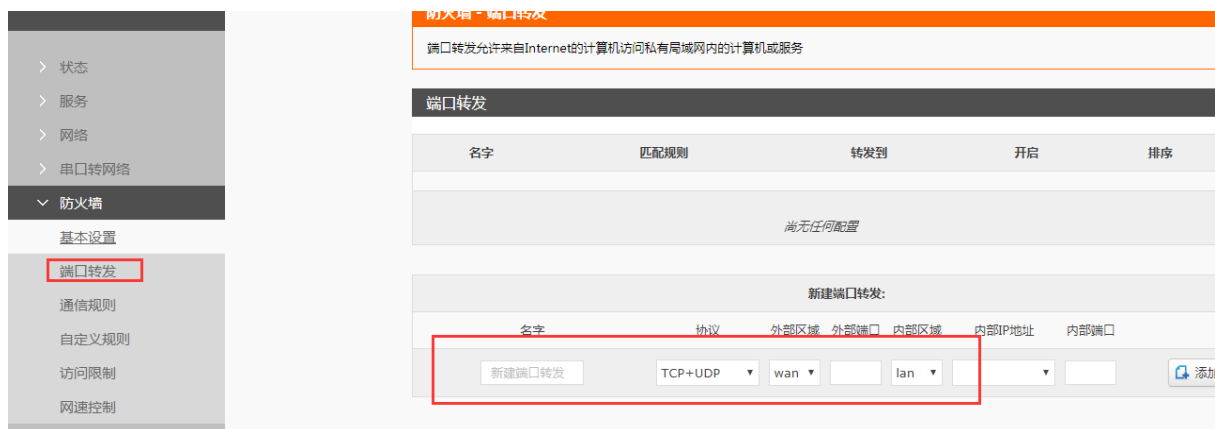 防火墙 - 端口转发
端口转发允许来自Internet的计算机访问私有局域网内的计算机或服务
状态
服务
网络
串口转网络
防火墙
基本设置
端口转发
通信规则
自定义规则
访问限制
网速控制
端口转发
名字 匹配规则 转发到 开启 排序
尚无任何配置
新建端口转发:
名字 协议 外部区域 外部端口 内部区域 内部IP地址 内部端口
新建端口转发 TCP+UDP wan lan 添加